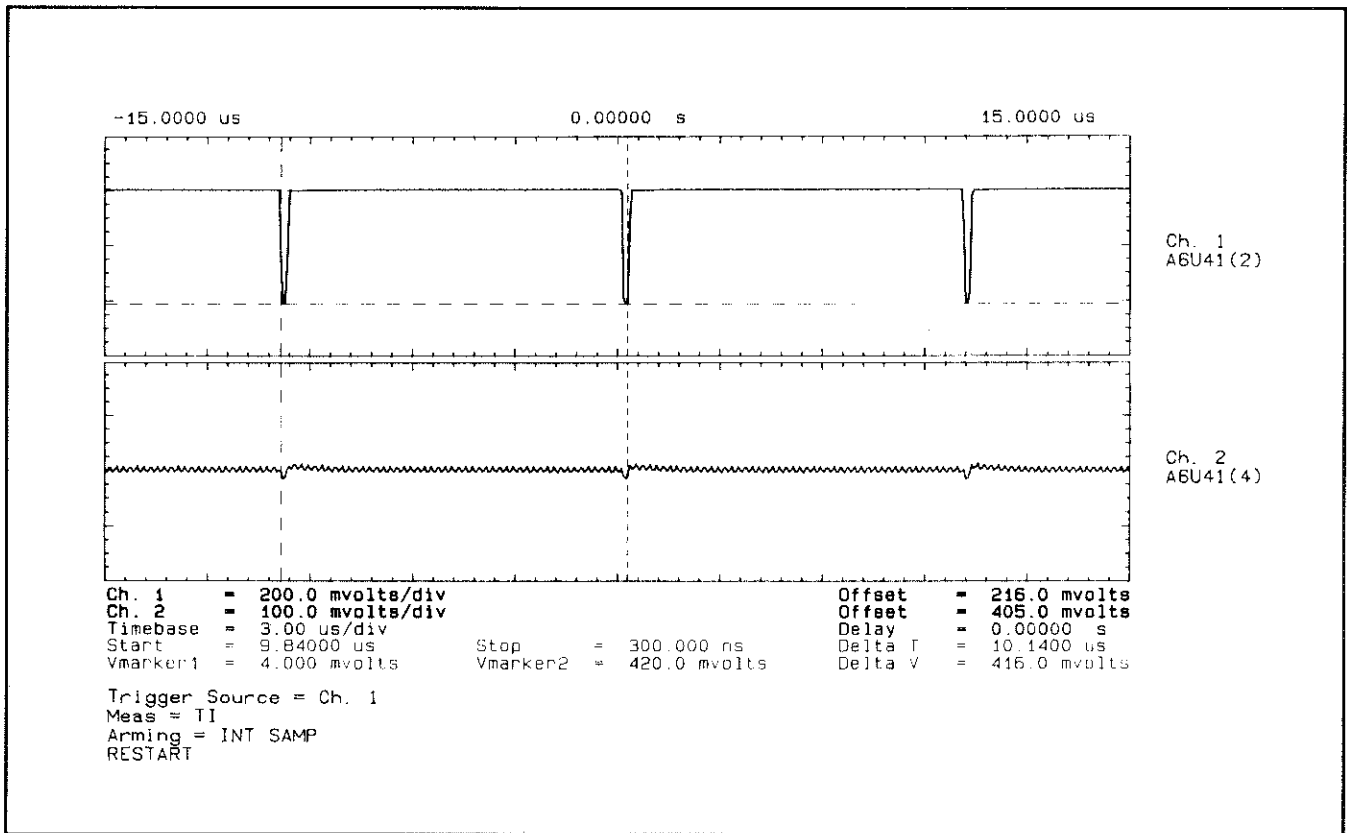 -15.0000 us 0.00000 s 15.0000 us
Ch. 1
A6U41(2)
Ch. 2
A6U41(4)
Ch. 1 = 200.0 mvolts/div Offset = 216.0 mvolts
Ch. 2 = 100.0 mvolts/div Offset = 405.0 mvolts
Timebase = 3.00 us/div Delay = 0.00000 s
Start = 9.84000 us Stop = 300.000 ns Delta T = 10.1400 us
Vmarker1 = 4.000 mvolts Vmarker2 = 420.0 mvolts Delta V = 416.0 mvolts
Trigger Source = Ch. 1
Meas = TI
Arming = INT SAMP
RESTART